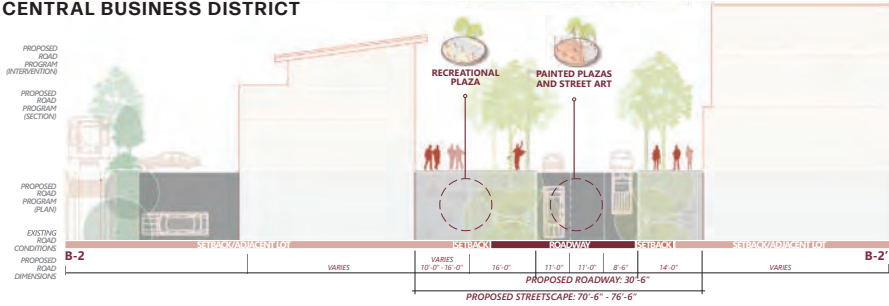 CENTRAL BUSINESS DISTRICT
PROPOSED
ROAD
PROGRAM
(INTERVENTION)
PROPOSED
ROAD
PROGRAM
(SECTION)
RECREATIONAL
PLAZA
PAINTED PLAZAS
AND STREET ART
PROPOSED
ROAD
PROGRAM
(PLAN)
EXISTING
ROAD
CONDITIONS
SETBACK/ADJACENT LOT
SETBACK
ROADWAY
SETBACK
SETBACK/ADJACENT LOT
B-2
B-2'
PROPOSED
ROAD
DIMENSIONS
VARIES
VARIES
10'-0" -16'-0"
16'-0"
11'-0"
11'-0"
8'-6"
14'-0"
VARIES
PROPOSED ROADWAY: 30'-6"
PROPOSED STREETSCAPE: 70'-6" - 76'-6"